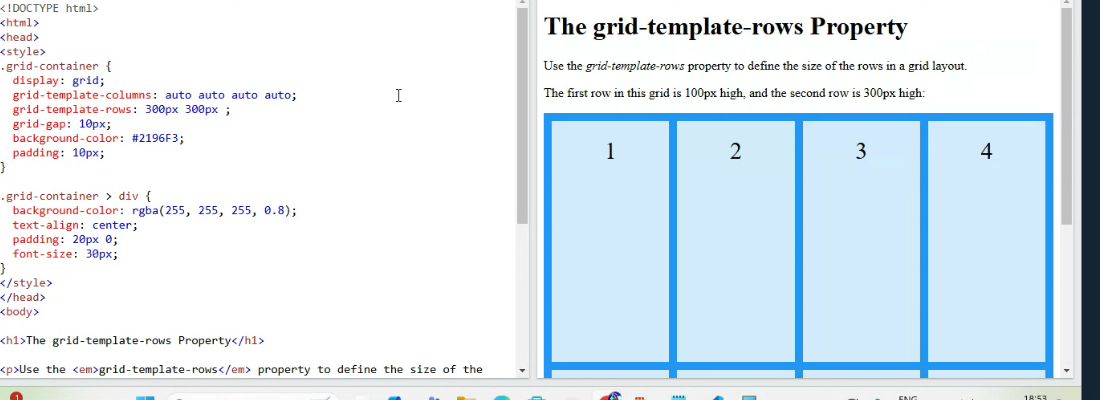 <!DOCTYPE html>
<html>
<head>
<style>
.grid-container {
  display: grid;
  grid-template-columns: auto auto auto auto;
  grid-template-rows: 300px 300px ;
  grid-gap: 10px;
  background-color: #2196F3;
  padding: 10px;
}
.grid-container > div {
  background-color: rgba(255, 255, 255, 0.8);
  text-align: center;
  padding: 20px 0;
  font-size: 30px;
}
</style>
</head>
<body>
<h1>The grid-template-rows Property</h1>
<p>Use the <em>grid-template-rows</em> property to define the size of the
The grid-template-rows Property
Use the grid-template-rows property to define the size of the rows in a grid layout.
The first row in this grid is 100px high, and the second row is 300px high:
1 2 3 4
1
ENG
18:53